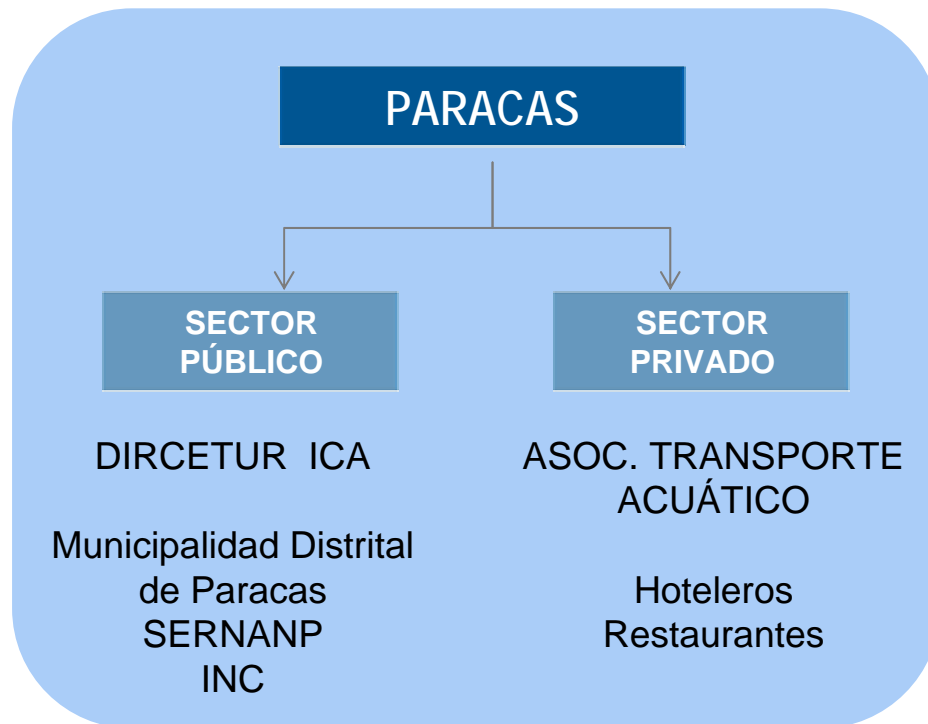 PARACAS
SECTOR
PÚBLICO
DIRCETUR ICA
Municipalidad Distrital
de Paracas
SERNANP
INC
SECTOR
PRIVADO
ASOC. TRANSPORTE
ACUÁTICO
Hoteleros
Restaurantes